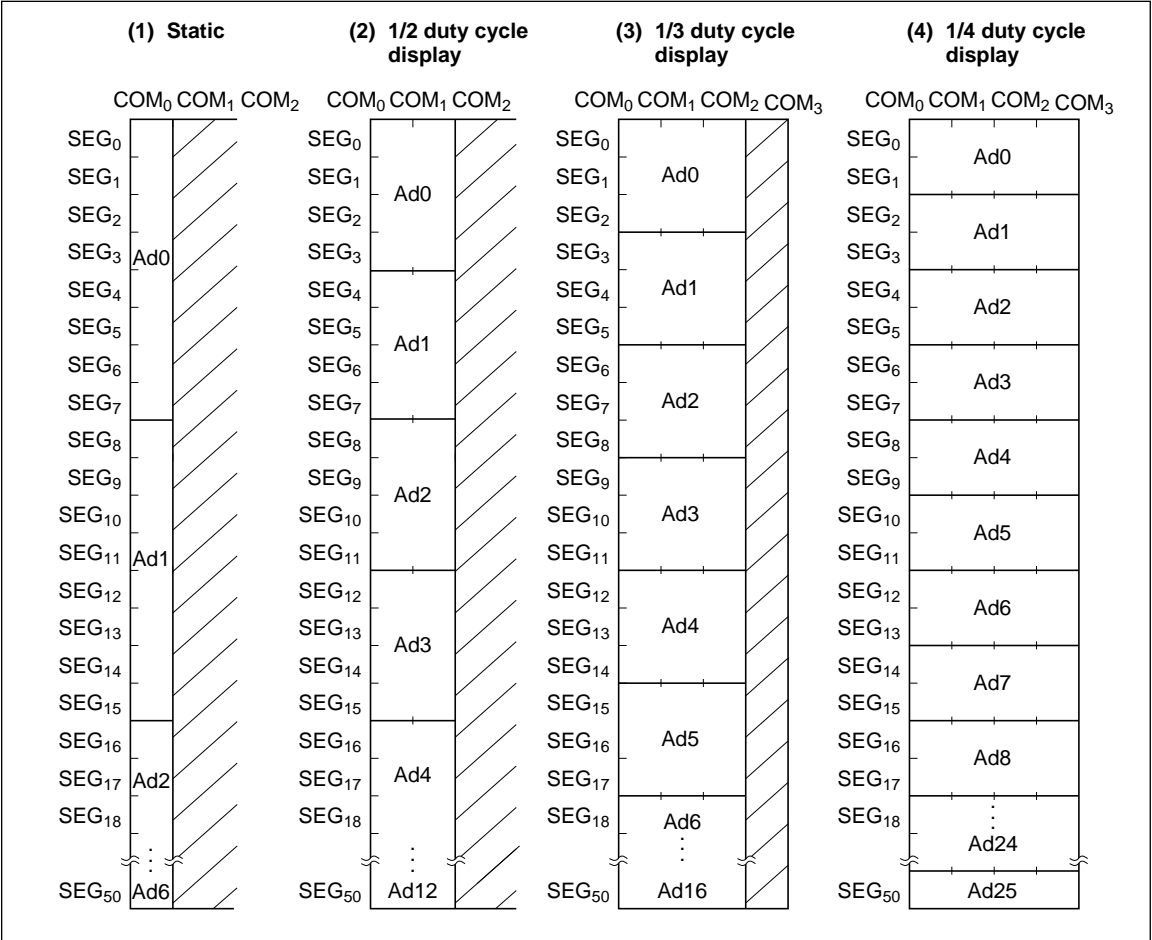 (1) Static
COM₀ COM₁ COM₂
SEG₀
SEG₁
SEG₂
SEG₃
SEG₄
SEG₅
SEG₆
SEG₇
SEG₈
SEG₉
SEG₁₀
SEG₁₁
SEG₁₂
SEG₁₃
SEG₁₄
SEG₁₅
SEG₁₆
SEG₁₇
SEG₁₈
SEG₅₀
Ad0
Ad1
Ad2
Ad6
(2) 1/2 duty cycle
display
COM₀ COM₁ COM₂
SEG₀
SEG₁
SEG₂
SEG₃
SEG₄
SEG₅
SEG₆
SEG₇
SEG₈
SEG₉
SEG₁₀
SEG₁₁
SEG₁₂
SEG₁₃
SEG₁₄
SEG₁₅
SEG₁₆
SEG₁₇
SEG₁₈
SEG₅₀
Ad0
Ad1
Ad2
Ad3
Ad4
Ad12
(3) 1/3 duty cycle
display
COM₀ COM₁ COM₂ COM₃
SEG₀
SEG₁
SEG₂
SEG₃
SEG₄
SEG₅
SEG₆
SEG₇
SEG₈
SEG₉
SEG₁₀
SEG₁₁
SEG₁₂
SEG₁₃
SEG₁₄
SEG₁₅
SEG₁₆
SEG₁₇
SEG₁₈
SEG₅₀
Ad0
Ad1
Ad2
Ad3
Ad4
Ad5
Ad6
Ad16
(4) 1/4 duty cycle
display
COM₀ COM₁ COM₂ COM₃
SEG₀
SEG₁
SEG₂
SEG₃
SEG₄
SEG₅
SEG₆
SEG₇
SEG₈
SEG₉
SEG₁₀
SEG₁₁
SEG₁₂
SEG₁₃
SEG₁₄
SEG₁₅
SEG₁₆
SEG₁₇
SEG₁₈
SEG₅₀
Ad0
Ad1
Ad2
Ad3
Ad4
Ad5
Ad6
Ad7
Ad8
Ad24
Ad25